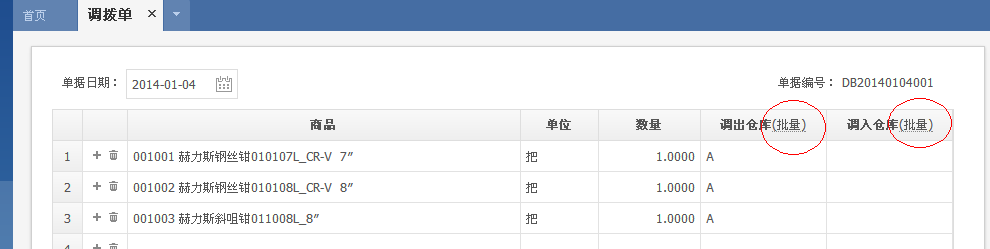 首页 调拨单 ×
单据日期： 2014-01-04 单据编号： DB20140104001
商品 单位 数量 调出仓库(批量) 调入仓库(批量)
1 001001 赫力斯钢丝钳010107L_CR-V 7″ 把 1.0000 A
2 001002 赫力斯钢丝钳010108L_CR-V 8″ 把 1.0000 A
3 001003 赫力斯斜咀钳011008L_8″ 把 1.0000 A
4